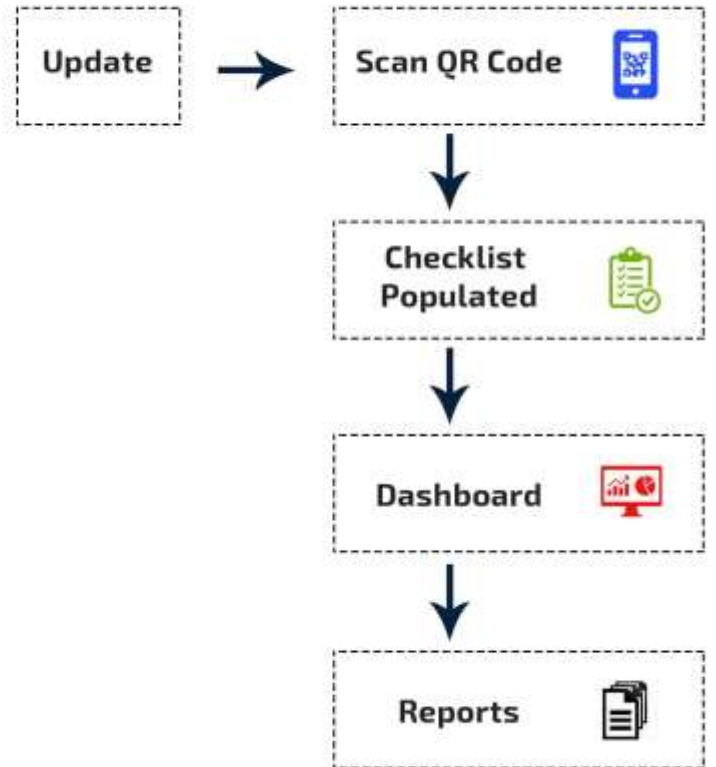 Update
Scan QR Code
Checklist
Populated
Dashboard
Reports